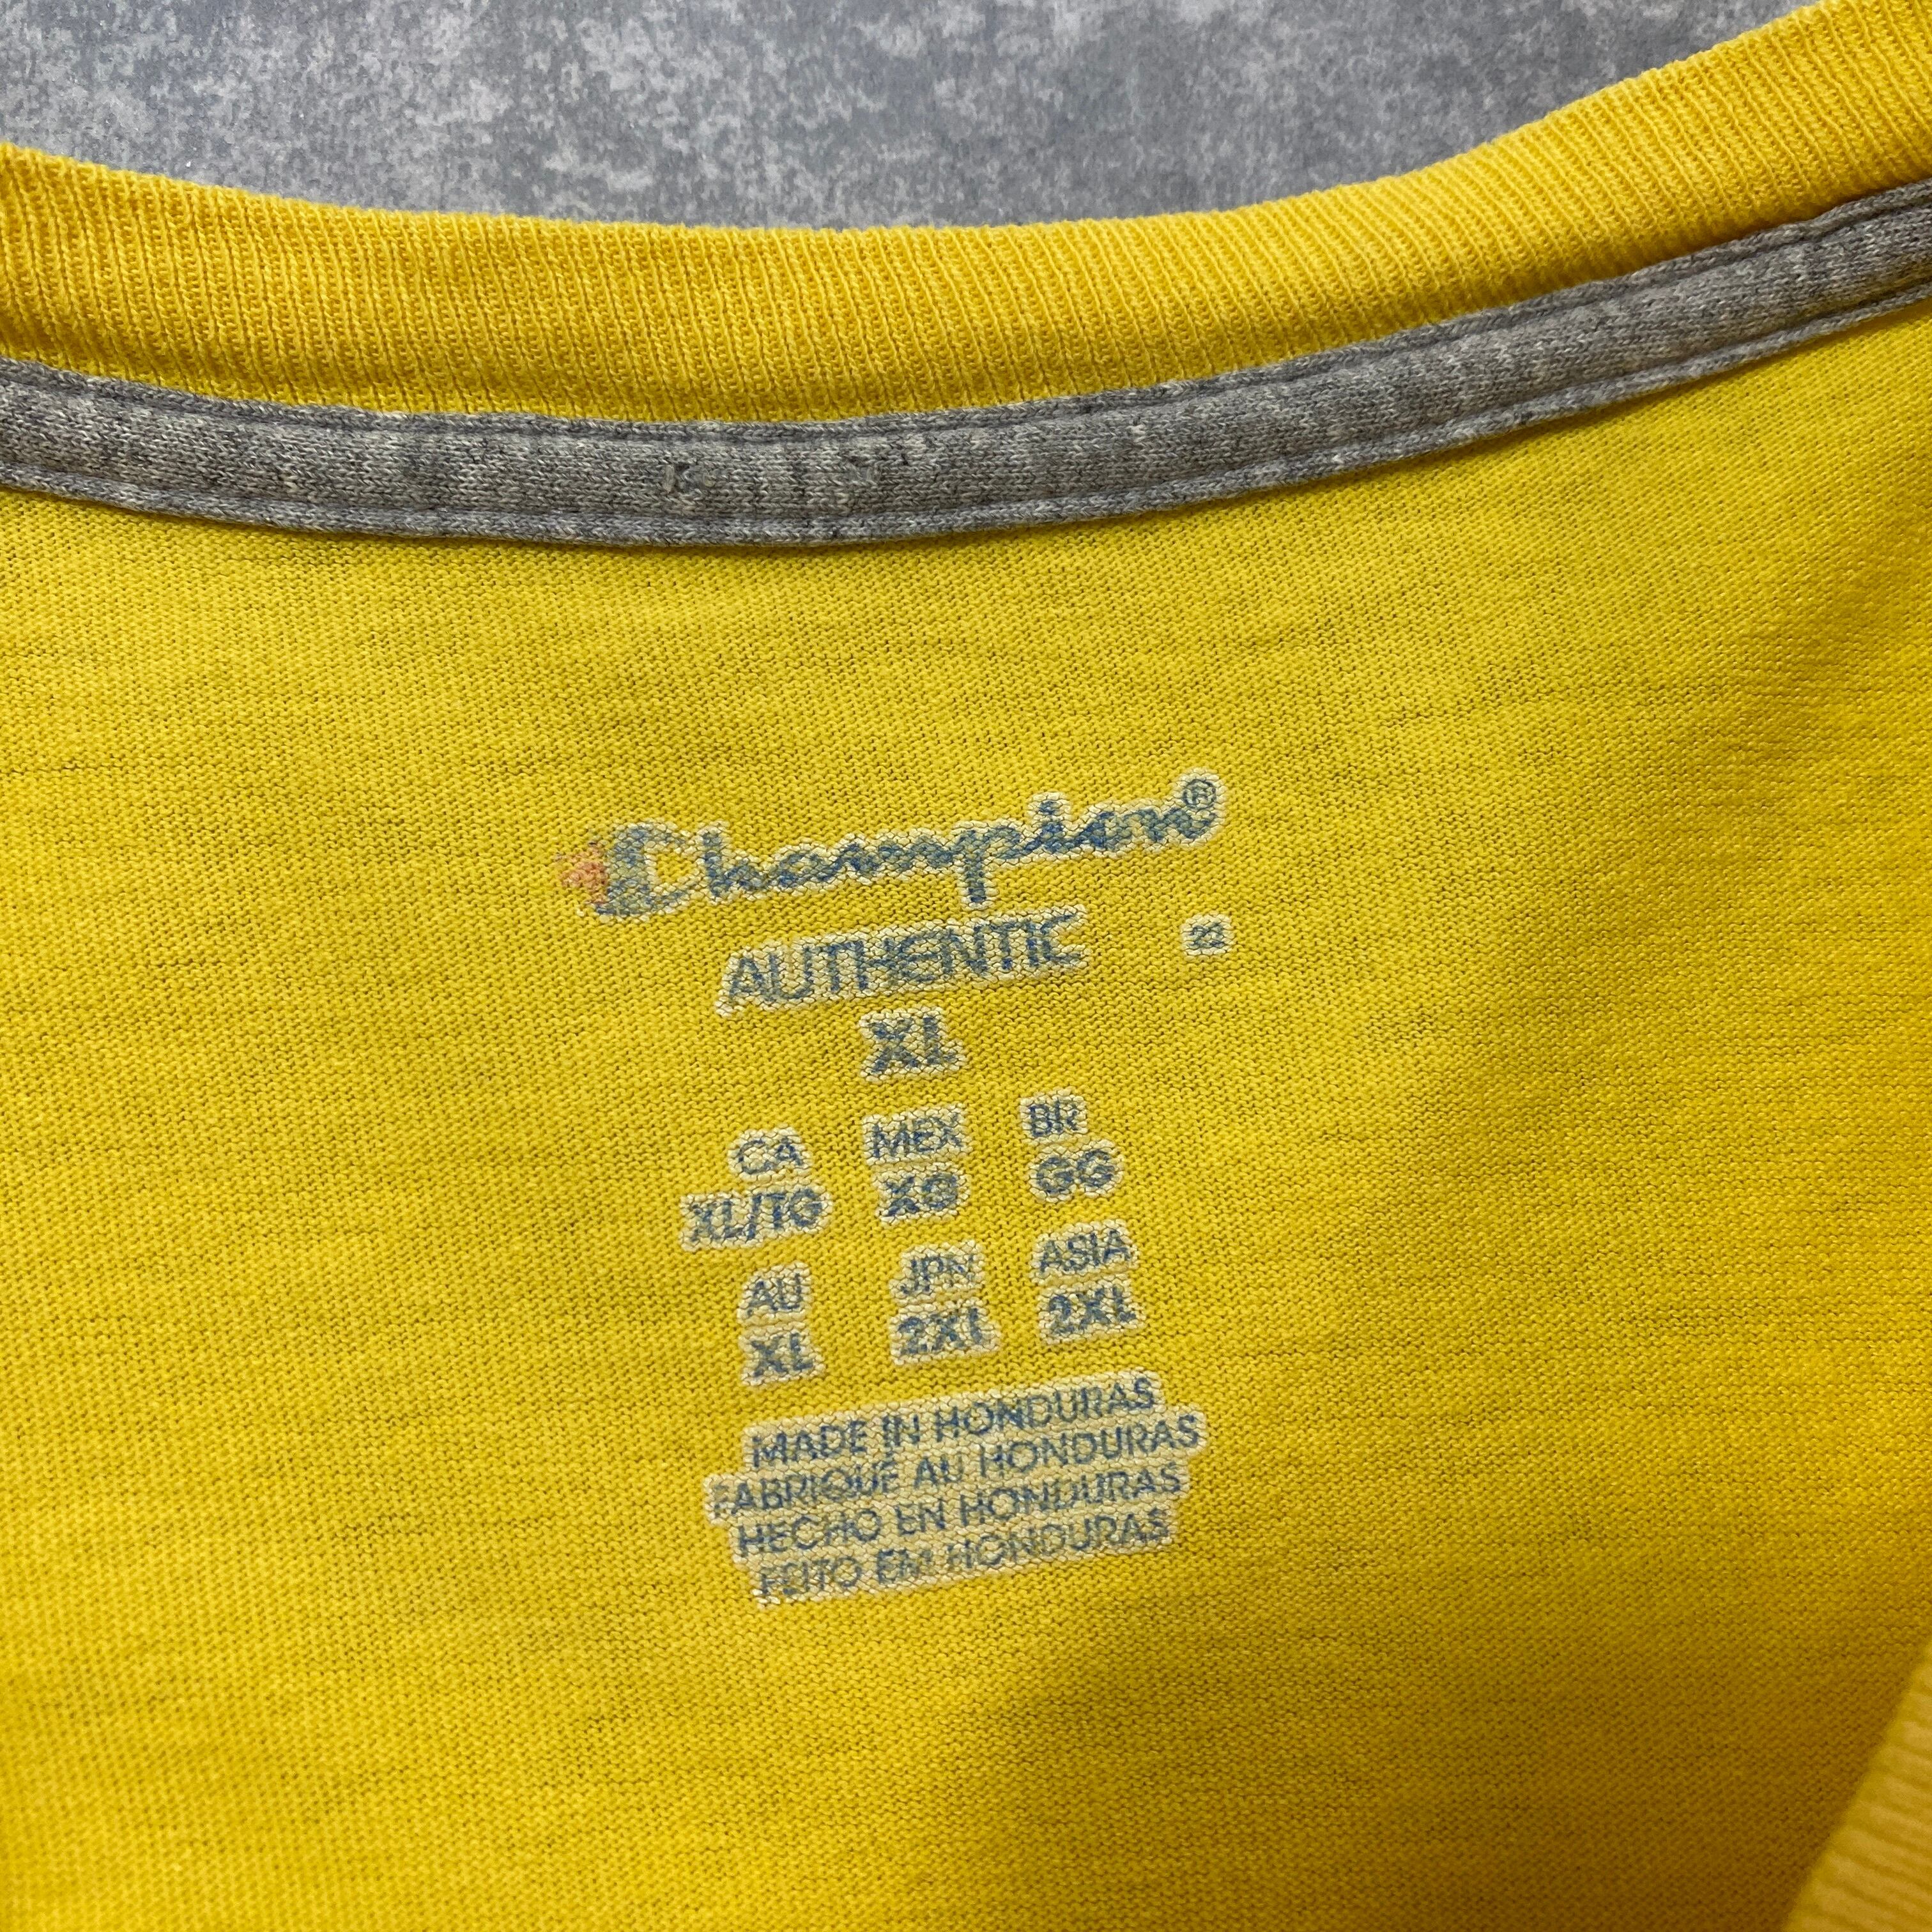 Champion®
AUTHENTIC 22
XL
CA MEX BR
XL/TG XG GG
AU JPN ASIA
XL 2XL 2XL
MADE IN HONDURAS
FABRIQUÉ AU HONDURAS
HECHO EN HONDURAS
FEITO EM HONDURAS